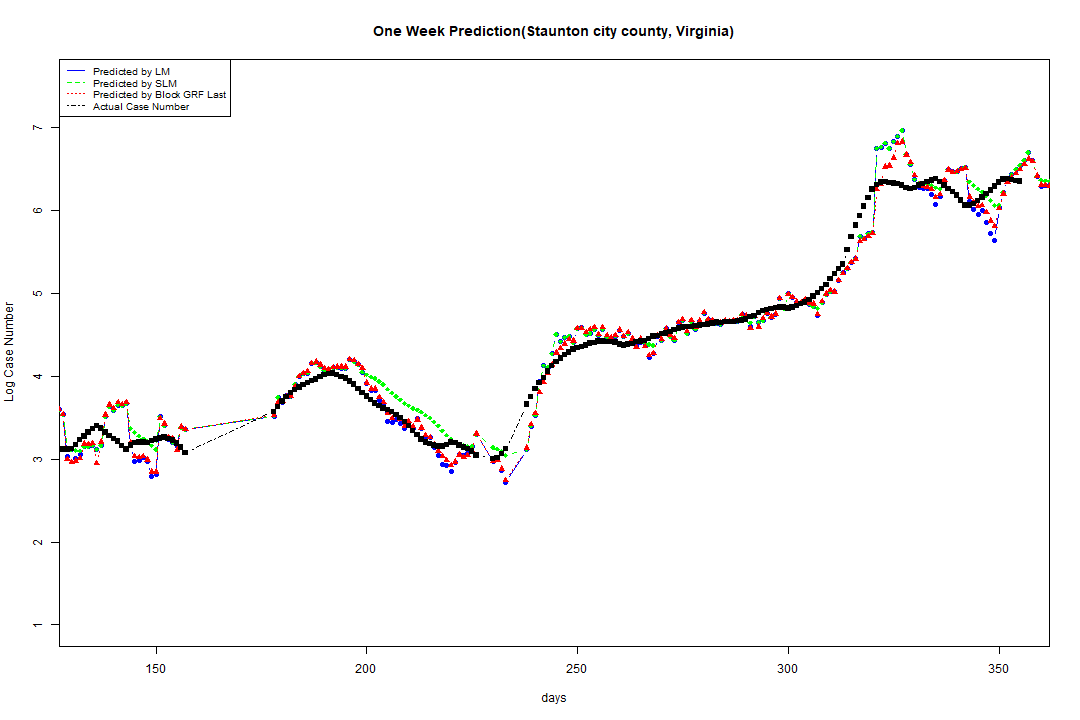 One Week Prediction(Staunton city county, Virginia)
Predicted by LM
Predicted by SLM
Predicted by Block GRF Last
Actual Case Number
7
6
5
4
3
2
1
Log Case Number
150 200 250 300 350
days